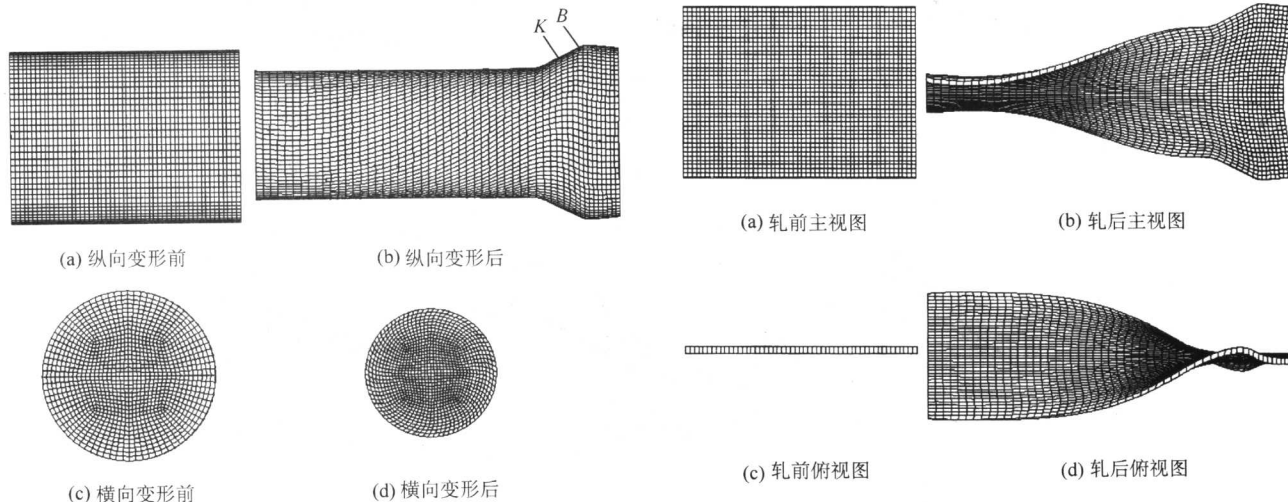 K B
(a) 纵向变形前
(b) 纵向变形后
(c) 横向变形前
(d) 横向变形后
(a) 轧前主视图
(b) 轧后主视图
(c) 轧前俯视图
(d) 轧后俯视图